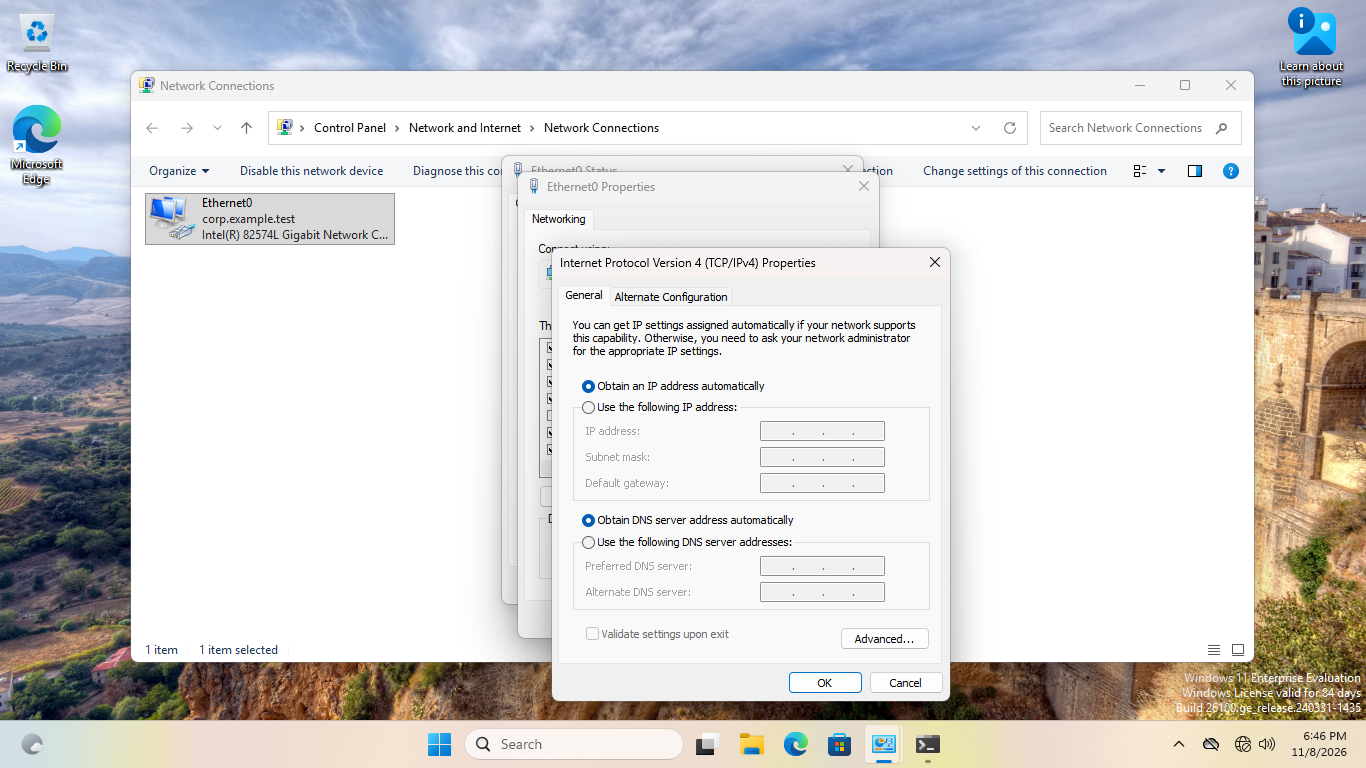 Recycle Bin
Microsoft
Edge
Learn about
this picture
Network Connections
Control Panel
Network and Internet
Network Connections
Search Network Connections
Organize
Disable this network device
Diagnose this co
ction
Change settings of this connection
Ethernet0
corp.example.test
Intel(R) 82574L Gigabit Network C...
Ethernet0 Status
Ethernet0 Properties
Networking
Connect using:
Th
Internet Protocol Version 4 (TCP/IPv4) Properties
General
Alternate Configuration
You can get IP settings assigned automatically if your network supports
this capability. Otherwise, you need to ask your network administrator
for the appropriate IP settings.
Obtain an IP address automatically
Use the following IP address:
IP address:
Subnet mask:
Default gateway:
Obtain DNS server address automatically
Use the following DNS server addresses:
Preferred DNS server:
Alternate DNS server:
Validate settings upon exit
Advanced...
OK
Cancel
1 item
1 item selected
Windows 11 Enterprise Evaluation
Windows License valid for 84 days
Build 26100.ge_release.240331-1435
Search
6:46 PM
11/8/2026